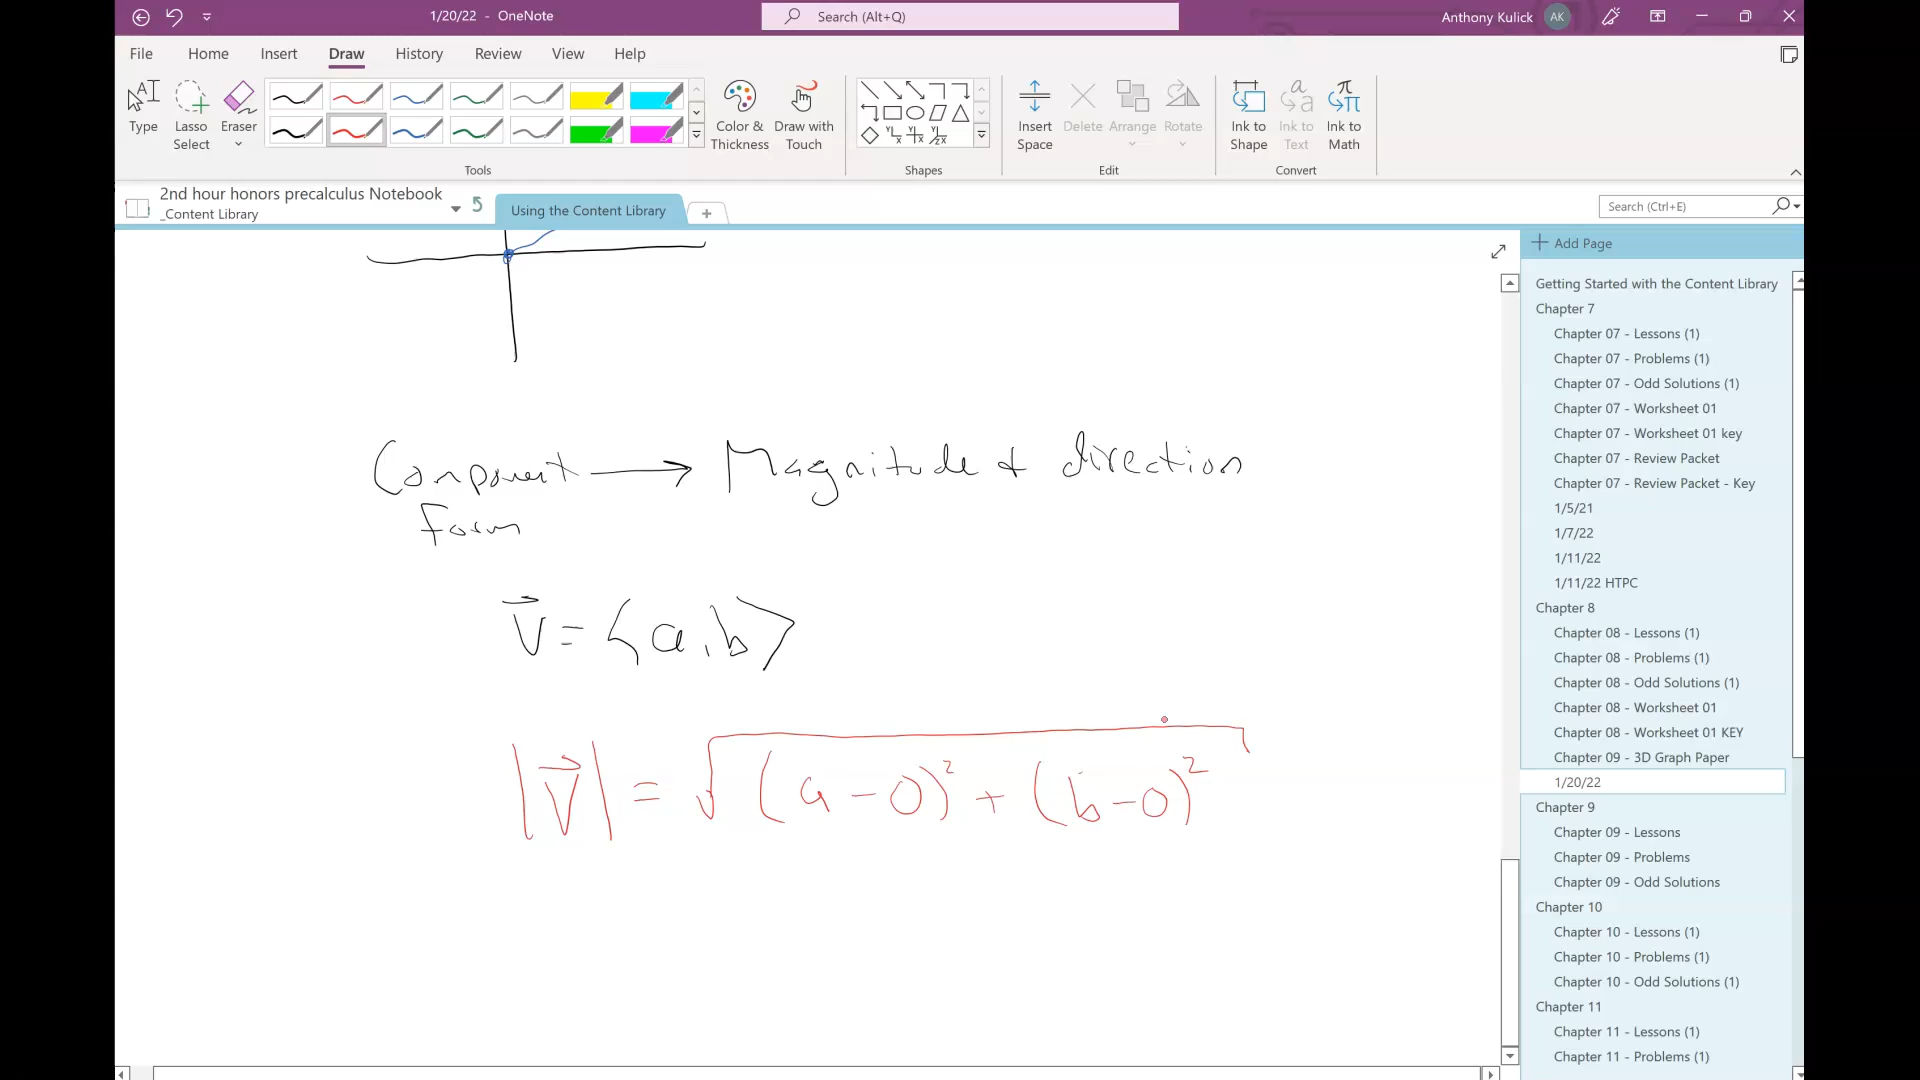 1/20/22 - OneNote
Search (Alt+Q)
Anthony Kulick AK
File Home Insert Draw History Review View Help
Type
Lasso Select
Eraser
Color & Thickness
Draw with Touch
Insert Space
Delete
Arrange
Rotate
Ink to Shape
Ink to Text
Ink to Math
Tools Shapes Edit Convert
2nd hour honors precalculus Notebook
_Content Library
Using the Content Library
Search (Ctrl+E)
Add Page
Getting Started with the Content Library
Chapter 7
Chapter 07 - Lessons (1)
Chapter 07 - Problems (1)
Chapter 07 - Odd Solutions (1)
Chapter 07 - Worksheet 01
Chapter 07 - Worksheet 01 key
Chapter 07 - Review Packet
Chapter 07 - Review Packet - Key
1/5/21
1/7/22
1/11/22
1/11/22 HTPC
Chapter 8
Chapter 08 - Lessons (1)
Chapter 08 - Problems (1)
Chapter 08 - Odd Solutions (1)
Chapter 08 - Worksheet 01
Chapter 08 - Worksheet 01 KEY
Chapter 09 - 3D Graph Paper
1/20/22
Chapter 9
Chapter 09 - Lessons
Chapter 09 - Problems
Chapter 09 - Odd Solutions
Chapter 10
Chapter 10 - Lessons (1)
Chapter 10 - Problems (1)
Chapter 10 - Odd Solutions (1)
Chapter 11
Chapter 11 - Lessons (1)
Chapter 11 - Problems (1)
Component → Magnitude & direction
form
v⃗ = ⟨a, b⟩
|v⃗| = √((a - 0)² + (b - 0)²)